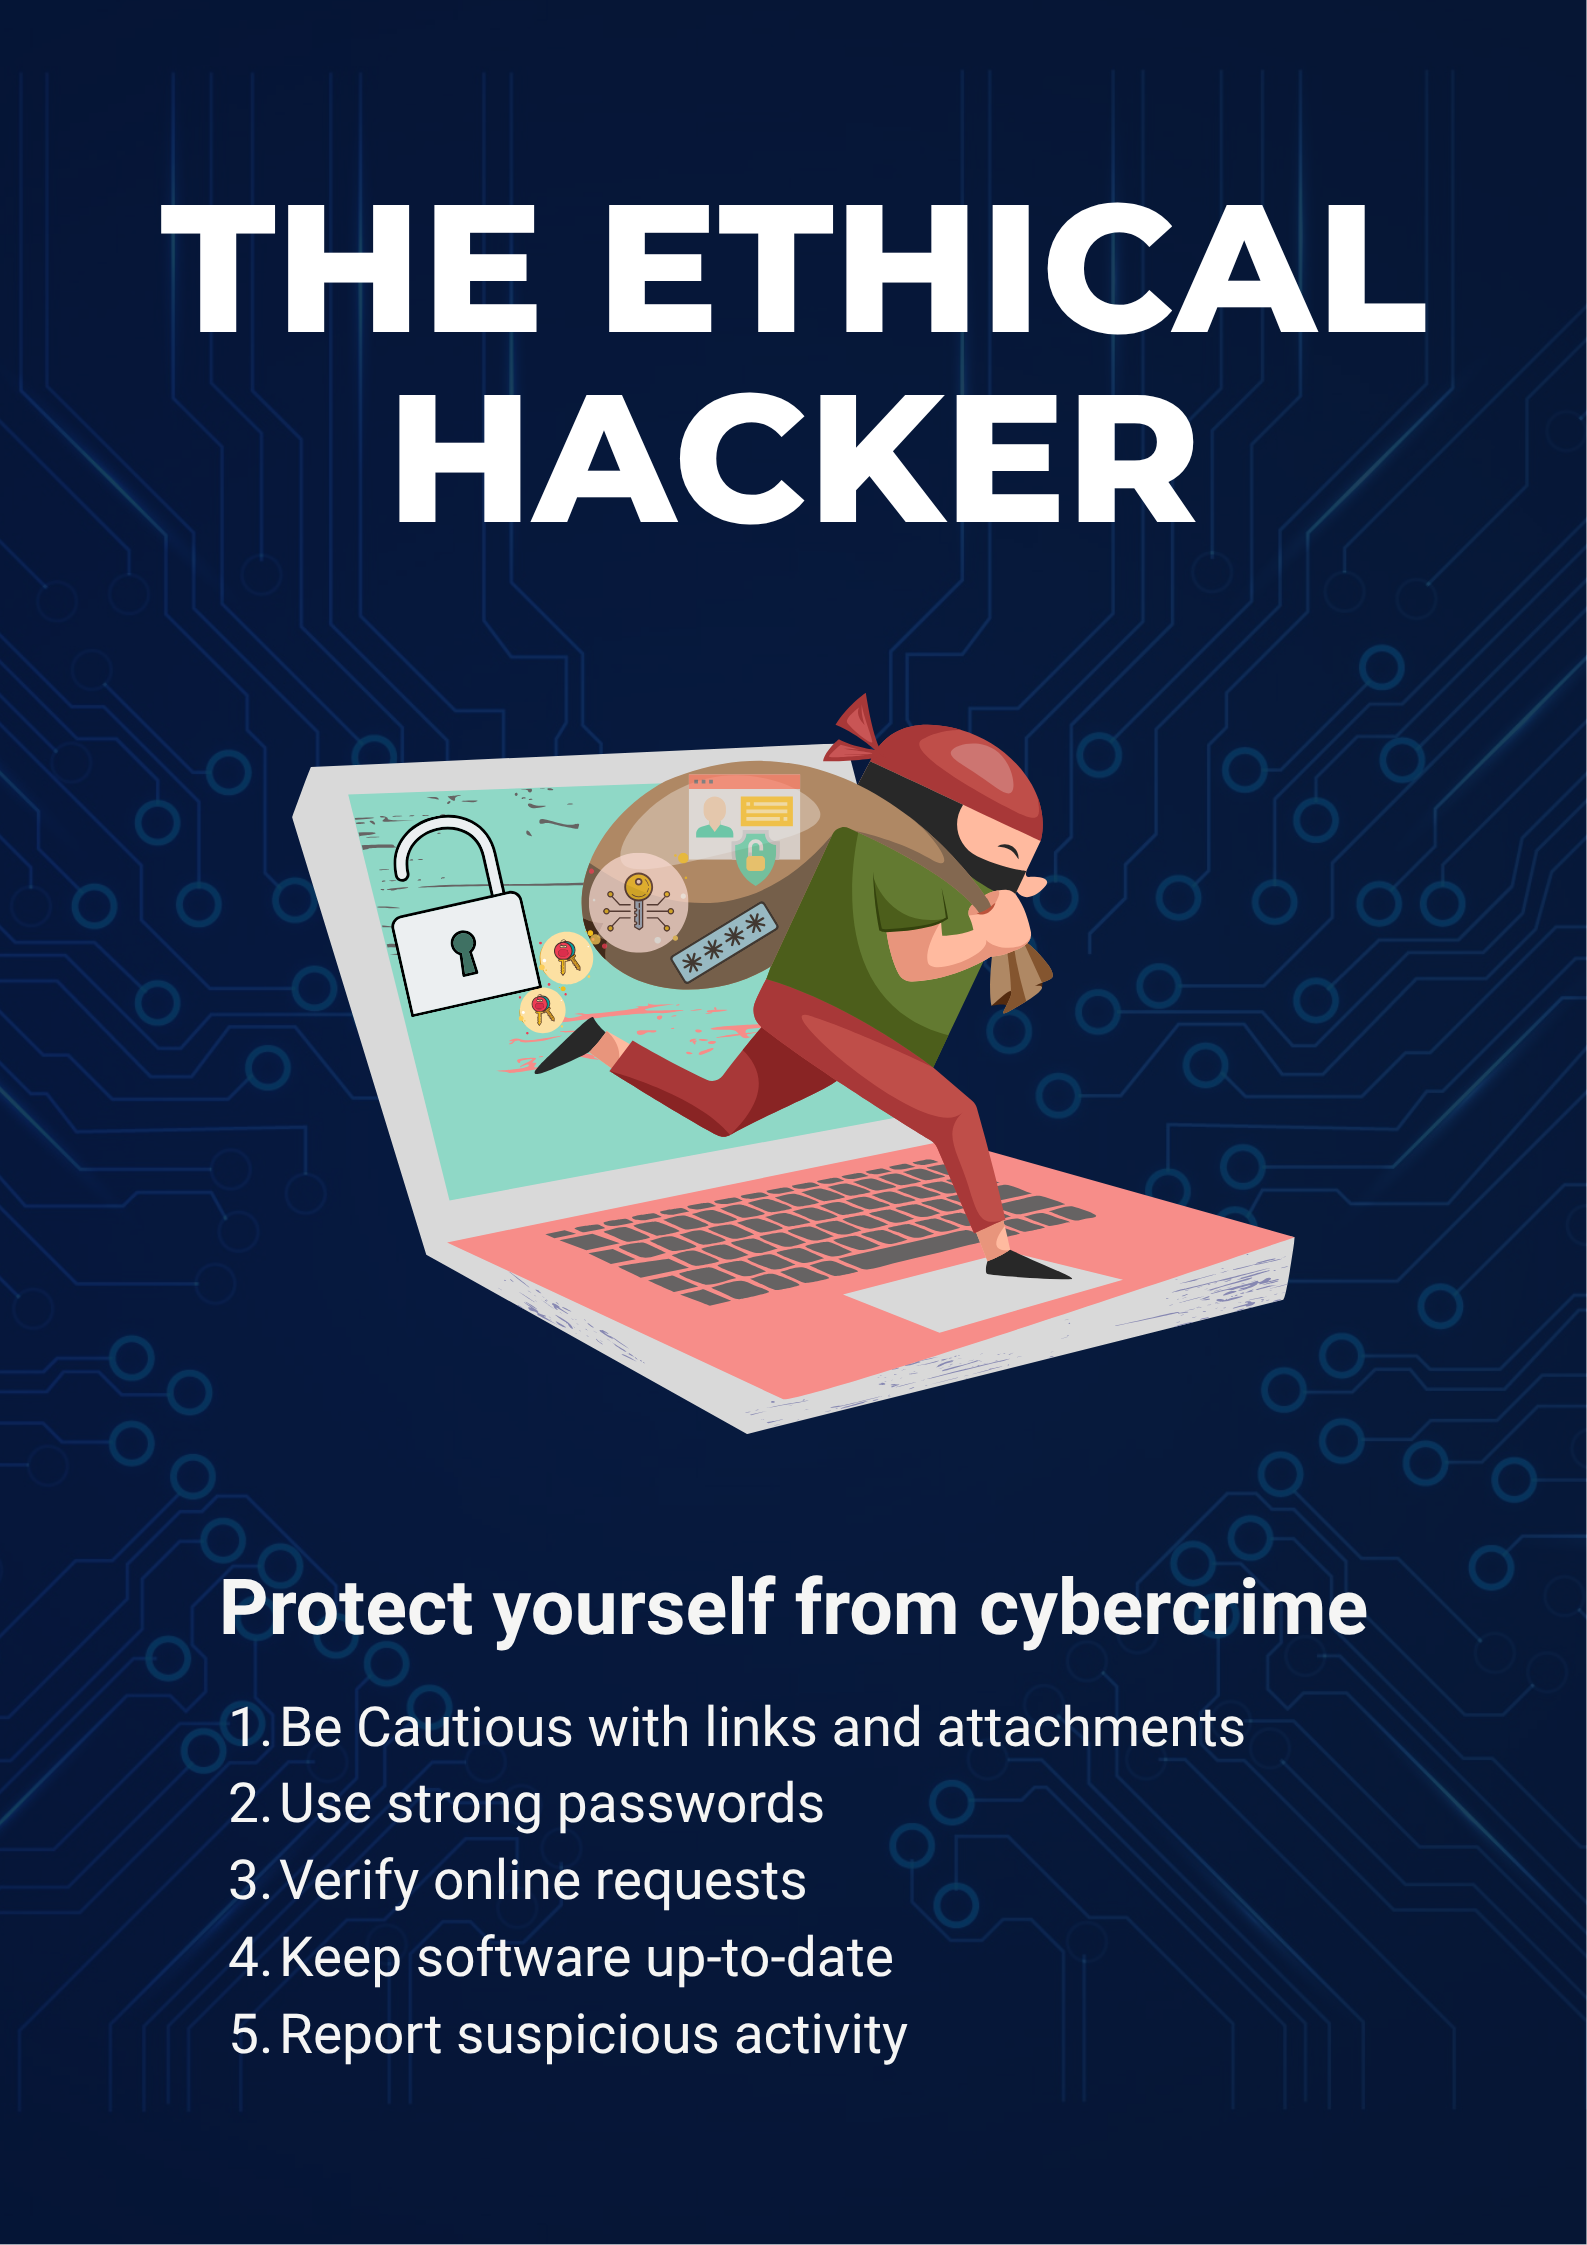 THE ETHICAL
HACKER
Protect yourself from cybercrime
1. Be Cautious with links and attachments
2. Use strong passwords
3. Verify online requests
4. Keep software up-to-date
5. Report suspicious activity